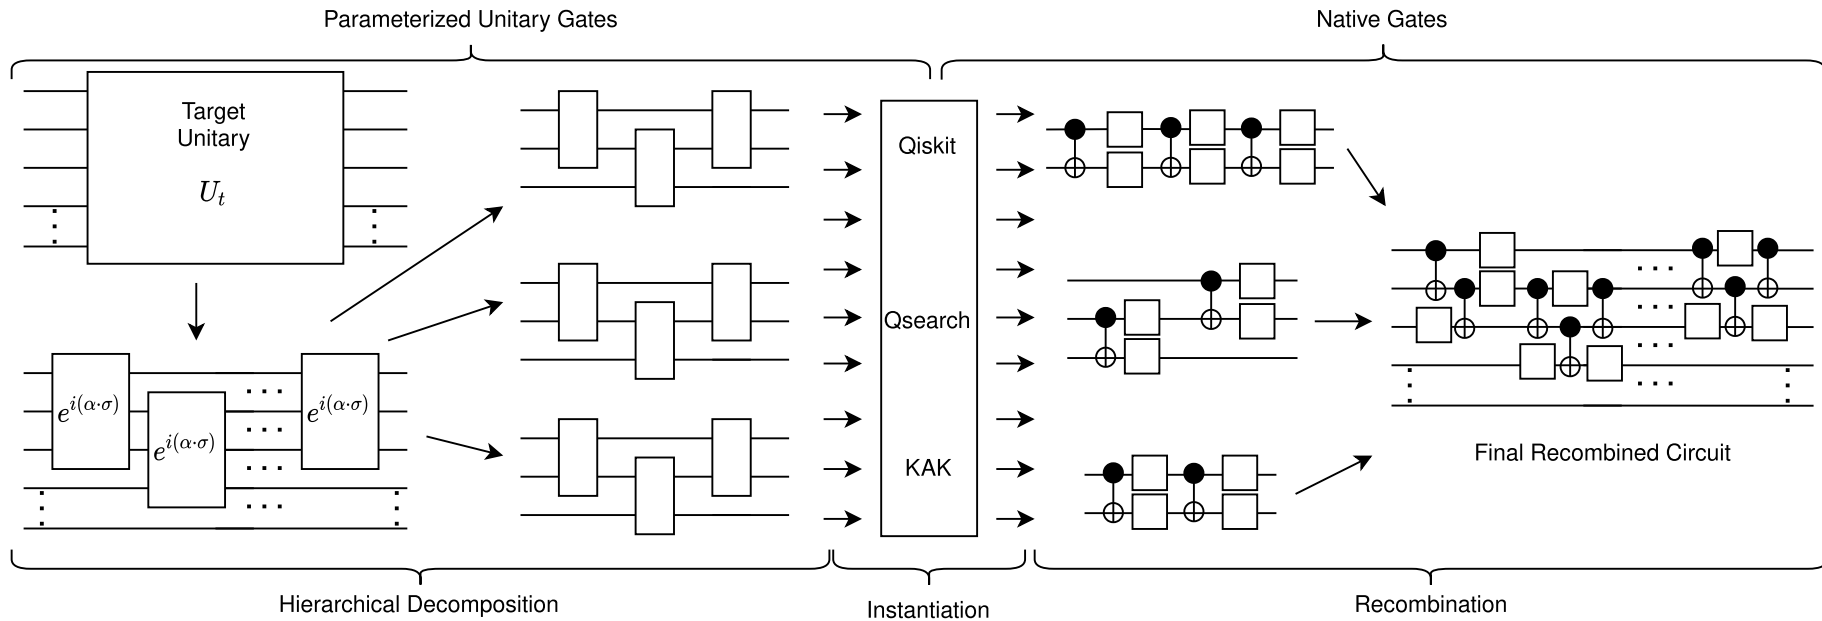 Parameterized Unitary Gates
Native Gates
Target
Unitary
U_t
e^{i(α·σ)}
e^{i(α·σ)}
e^{i(α·σ)}
Qiskit
Qsearch
KAK
Final Recombined Circuit
Hierarchical Decomposition
Instantiation
Recombination